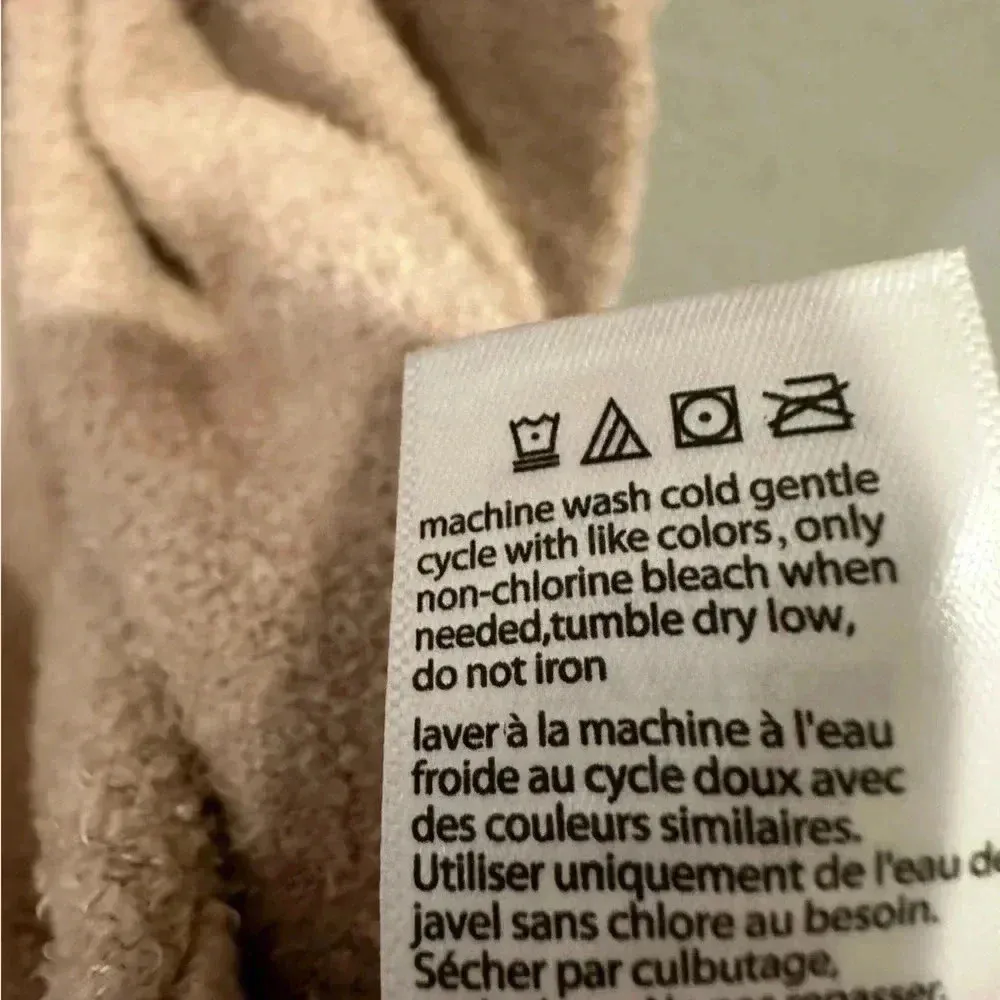 machine wash cold gentle
cycle with like colors, only
non-chlorine bleach when
needed,tumble dry low,
do not iron
laver à la machine à l'eau
froide au cycle doux avec
des couleurs similaires.
Utiliser uniquement de l'eau de
javel sans chlore au besoin.
Sécher par culbutage,
repasser.